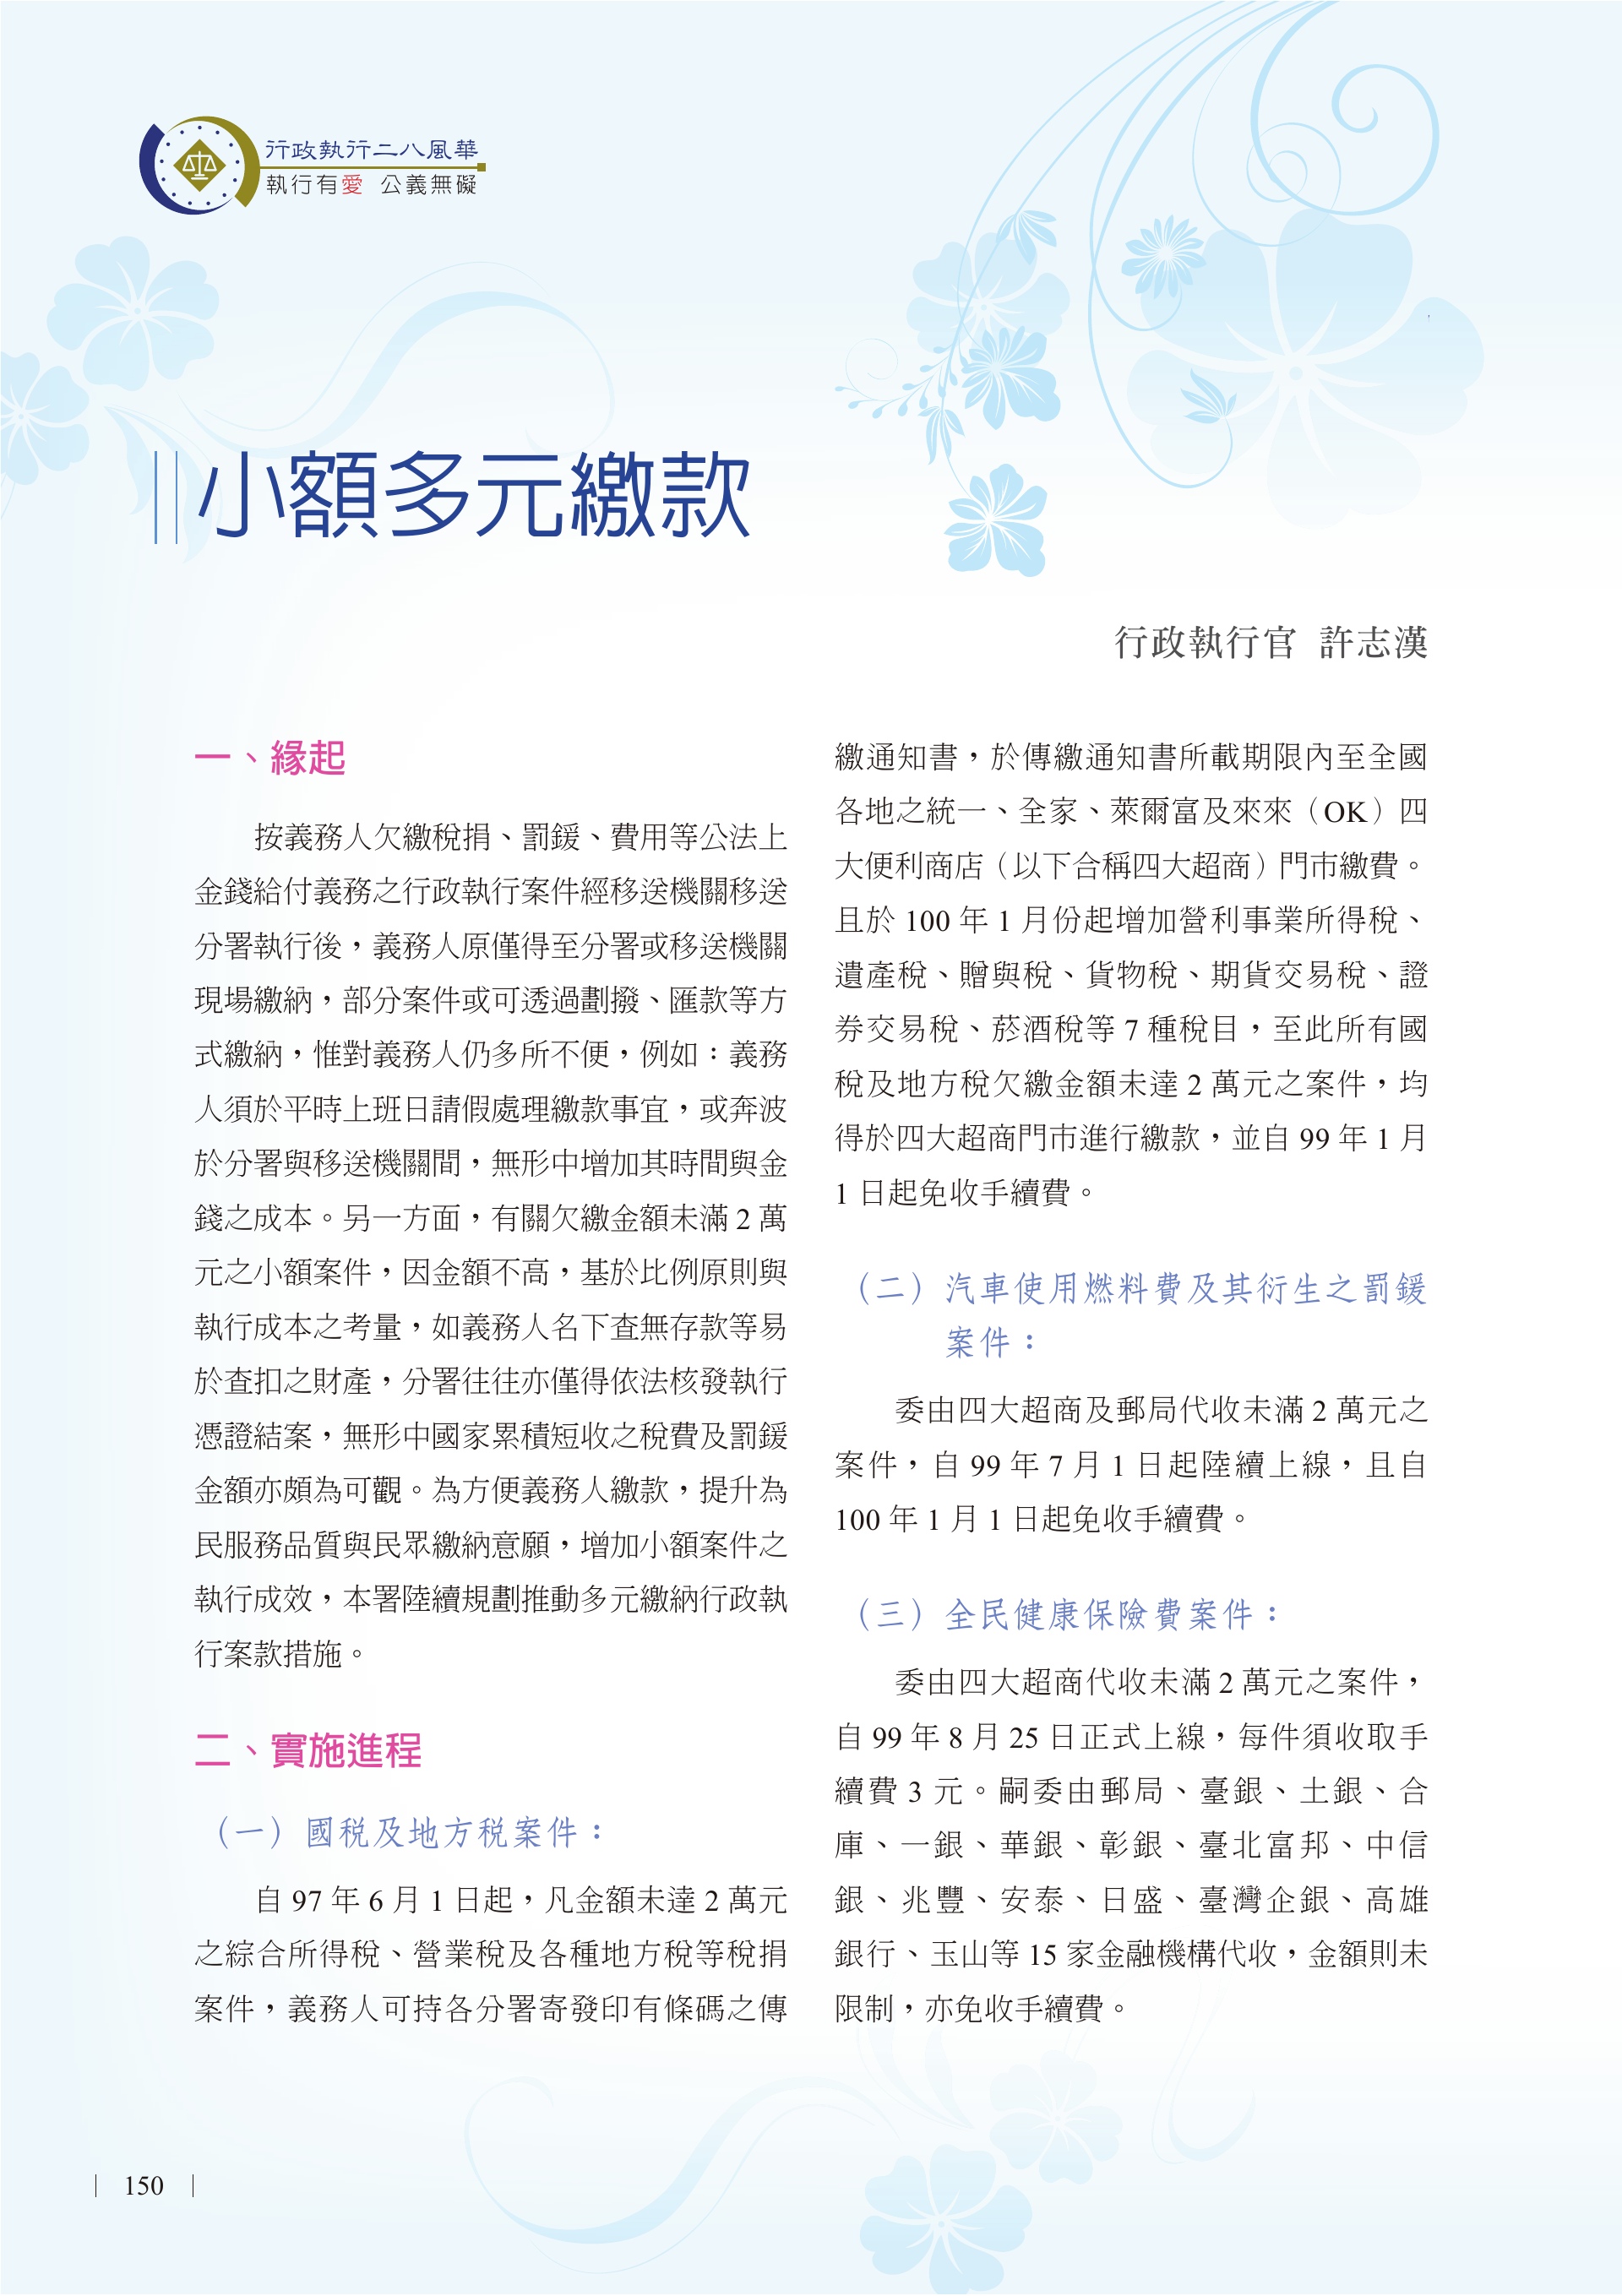 行政執行二八風華
執行有愛 公義無礙
小額多元繳款
行政執行官 許志漢
一、緣起
按義務人欠繳稅捐、罰鍰、費用等公法上
金錢給付義務之行政執行案件經移送機關移送
分署執行後，義務人原僅得至分署或移送機關
現場繳納，部分案件或可透過劃撥、匯款等方
式繳納，惟對義務人仍多所不便，例如：義務
人須於平時上班日請假處理繳款事宜，或奔波
於分署與移送機關間，無形中增加其時間與金
錢之成本。另一方面，有關欠繳金額未滿 2 萬
元之小額案件，因金額不高，基於比例原則與
執行成本之考量，如義務人名下查無存款等易
於查扣之財產，分署往往亦僅得依法核發執行
憑證結案，無形中國家累積短收之稅費及罰鍰
金額亦頗為可觀。為方便義務人繳款，提升為
民服務品質與民眾繳納意願，增加小額案件之
執行成效，本署陸續規劃推動多元繳納行政執
行案款措施。
二、實施進程
（一）國稅及地方稅案件：
自 97 年 6 月 1 日起，凡金額未達 2 萬元
之綜合所得稅、營業稅及各種地方稅等稅捐
案件，義務人可持各分署寄發印有條碼之傳
繳通知書，於傳繳通知書所載期限內至全國
各地之統一、全家、萊爾富及來來（OK）四
大便利商店（以下合稱四大超商）門市繳費。
且於 100 年 1 月份起增加營利事業所得稅、
遺產稅、贈與稅、貨物稅、期貨交易稅、證
券交易稅、菸酒稅等 7 種稅目，至此所有國
稅及地方稅欠繳金額未達 2 萬元之案件，均
得於四大超商門市進行繳款，並自 99 年 1 月
1 日起免收手續費。
（二）汽車使用燃料費及其衍生之罰鍰
案件：
委由四大超商及郵局代收未滿 2 萬元之
案件，自 99 年 7 月 1 日起陸續上線，且自
100 年 1 月 1 日起免收手續費。
（三）全民健康保險費案件：
委由四大超商代收未滿 2 萬元之案件，
自 99 年 8 月 25 日正式上線，每件須收取手
續費 3 元。嗣委由郵局、臺銀、土銀、合
庫、一銀、華銀、彰銀、臺北富邦、中信
銀、兆豐、安泰、日盛、臺灣企銀、高雄
銀行、玉山等 15 家金融機構代收，金額則未
限制，亦免收手續費。
150